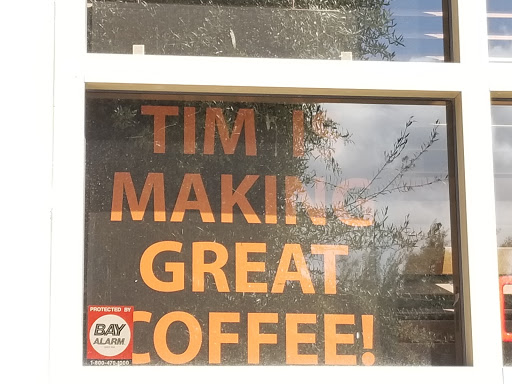 TIM IS
MAKING
GREAT
COFFEE!
PROTECTED BY
BAY
ALARM